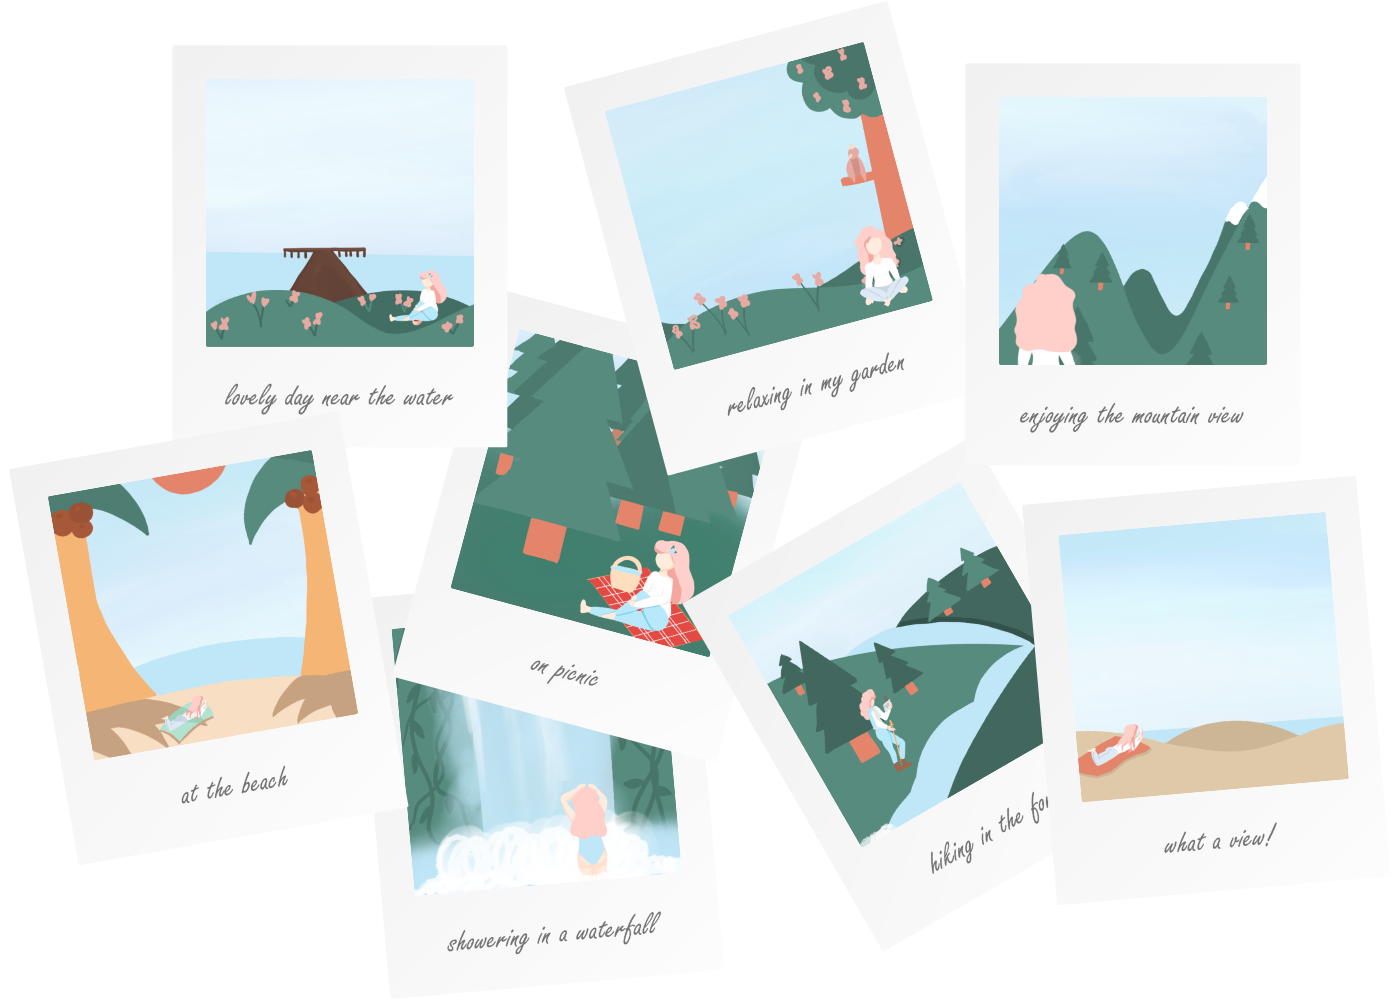 lovely day near the water
relaxing in my garden
enjoying the mountain view
on picnic
at the beach
hiking in the
what a view!
showering in a waterfall